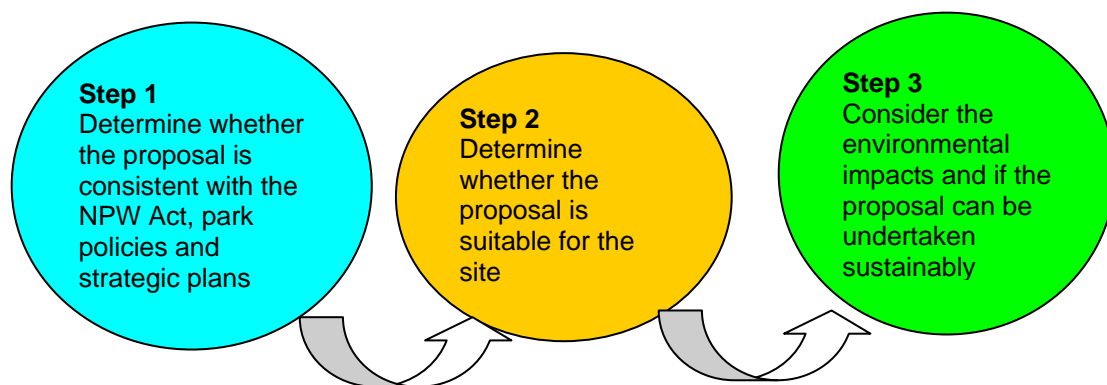 Step 1
Determine whether
the proposal is
consistent with the
NPW Act, park
policies and
strategic plans
Step 2
Determine
whether the
proposal is
suitable for the
site
Step 3
Consider the
environmental
impacts and if the
proposal can be
undertaken
sustainably